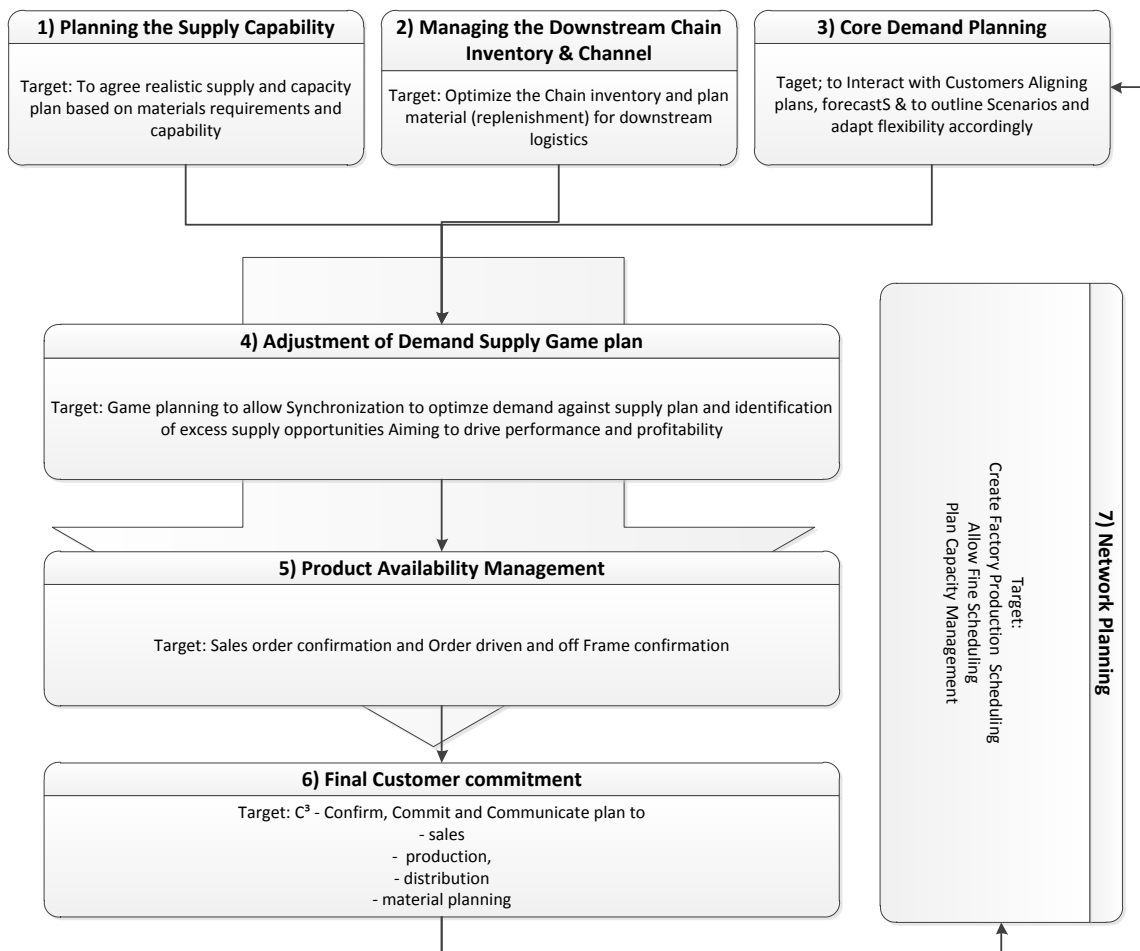 1) Planning the Supply Capability
Target: To agree realistic supply and capacity
plan based on materials requirements and
capability
2) Managing the Downstream Chain
Inventory & Channel
Target: Optimize the Chain inventory and plan
material (replenishment) for downstream
logistics
3) Core Demand Planning
Taget; to Interact with Customers Aligning
plans, forecastS & to outline Scenarios and
adapt flexibility accordingly
4) Adjustment of Demand Supply Game plan
Target: Game planning to allow Synchronization to optimze demand against supply plan and identification
of excess supply opportunities Aiming to drive performance and profitability
5) Product Availability Management
Target: Sales order confirmation and Order driven and off Frame confirmation
6) Final Customer commitment
Target: C³ - Confirm, Commit and Communicate plan to
- sales
- production,
- distribution
- material planning
7) Network Planning
Target:
Create Factory Production Scheduling
Allow Fine Scheduling
Plan Capacity Management